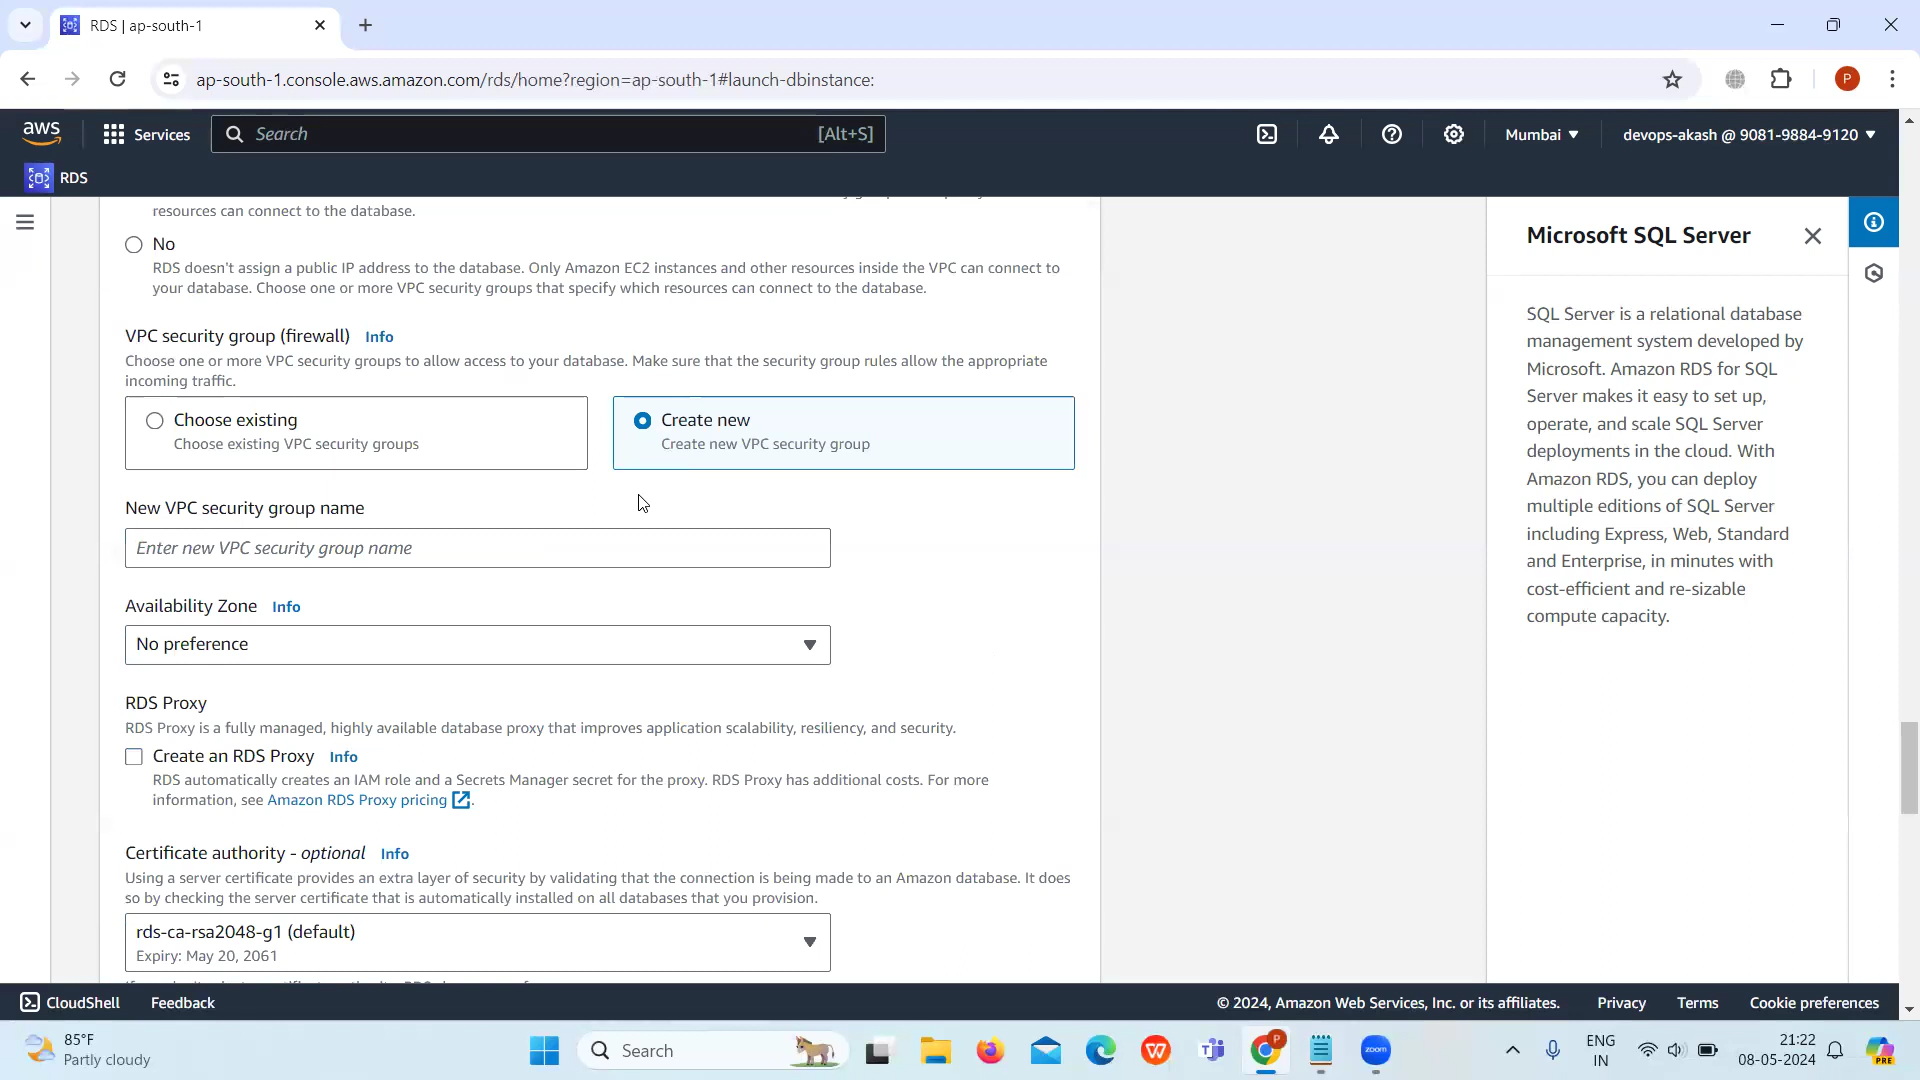 RDS | ap-south-1
ap-south-1.console.aws.amazon.com/rds/home?region=ap-south-1#launch-dbinstance:
P
aws
Services
Search
[Alt+S]
Mumbai
devops-akash @ 9081-9884-9120
RDS
resources can connect to the database.
No
RDS doesn't assign a public IP address to the database. Only Amazon EC2 instances and other resources inside the VPC can connect to
your database. Choose one or more VPC security groups that specify which resources can connect to the database.
VPC security group (firewall) Info
Choose one or more VPC security groups to allow access to your database. Make sure that the security group rules allow the appropriate
incoming traffic.
Choose existing
Choose existing VPC security groups
Create new
Create new VPC security group
New VPC security group name
Enter new VPC security group name
Availability Zone Info
No preference
RDS Proxy
RDS Proxy is a fully managed, highly available database proxy that improves application scalability, resiliency, and security.
Create an RDS Proxy Info
RDS automatically creates an IAM role and a Secrets Manager secret for the proxy. RDS Proxy has additional costs. For more
information, see Amazon RDS Proxy pricing.
Certificate authority - optional Info
Using a server certificate provides an extra layer of security by validating that the connection is being made to an Amazon database. It does
so by checking the server certificate that is automatically installed on all databases that you provision.
rds-ca-rsa2048-g1 (default)
Expiry: May 20, 2061
Microsoft SQL Server
SQL Server is a relational database
management system developed by
Microsoft. Amazon RDS for SQL
Server makes it easy to set up,
operate, and scale SQL Server
deployments in the cloud. With
Amazon RDS, you can deploy
multiple editions of SQL Server
including Express, Web, Standard
and Enterprise, in minutes with
cost-efficient and re-sizable
compute capacity.
CloudShell
Feedback
© 2024, Amazon Web Services, Inc. or its affiliates.
Privacy
Terms
Cookie preferences
85°F
Partly cloudy
Search
P
zoom
ENG
IN
21:22
08-05-2024
PRE